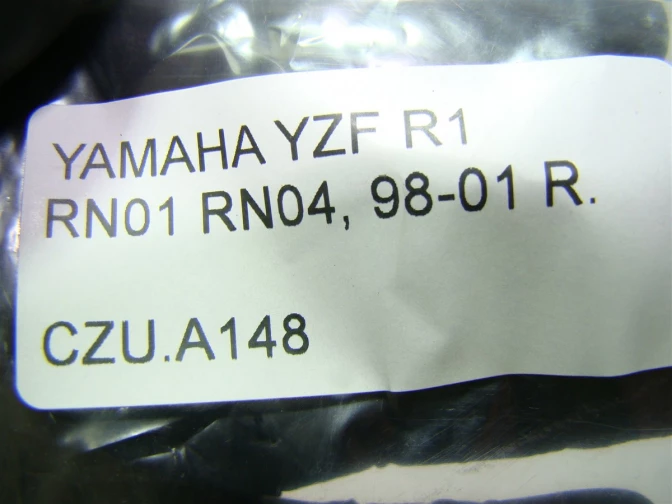 YAMAHA YZF R1
RN01 RN04, 98-01 R.
CZU.A148